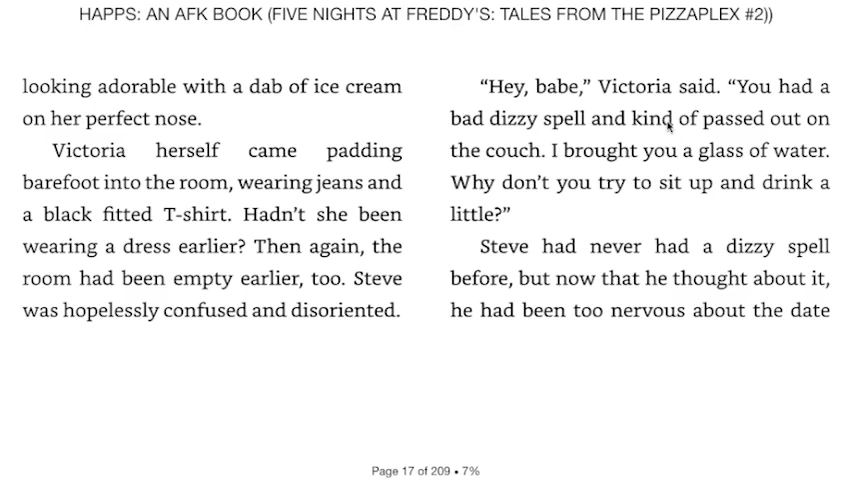 HAPPS: AN AFK BOOK (FIVE NIGHTS AT FREDDY'S: TALES FROM THE PIZZAPLEX #2))
looking adorable with a dab of ice cream
on her perfect nose.
Victoria herself came padding
barefoot into the room, wearing jeans and
a black fitted T-shirt. Hadn’t she been
wearing a dress earlier? Then again, the
room had been empty earlier, too. Steve
was hopelessly confused and disoriented.
“Hey, babe,” Victoria said. “You had a
bad dizzy spell and kind of passed out on
the couch. I brought you a glass of water.
Why don’t you try to sit up and drink a
little?”
Steve had never had a dizzy spell
before, but now that he thought about it,
he had been too nervous about the date
Page 17 of 209 • 7%